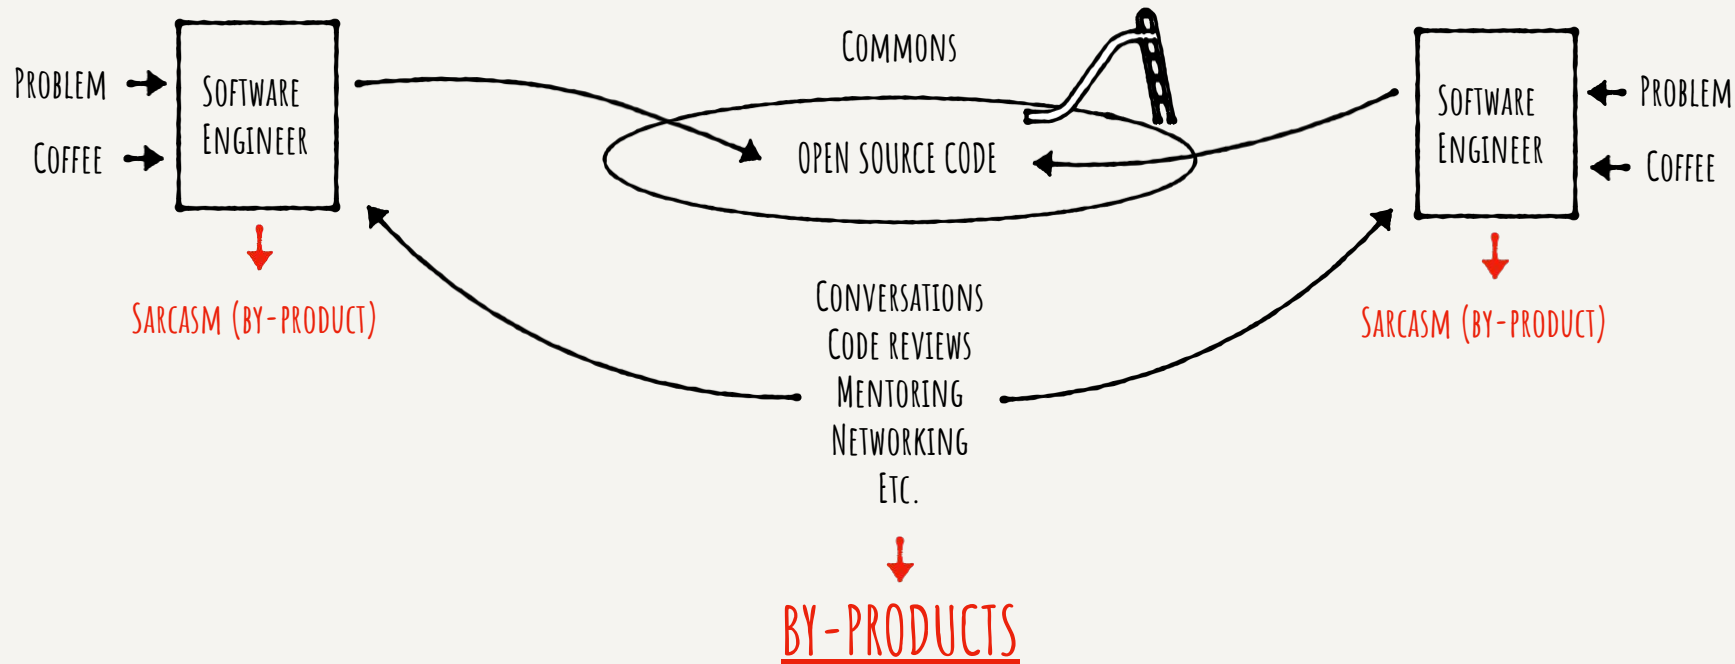 Problem
Coffee
Software
Engineer
Sarcasm (by-product)
Commons
OPEN SOURCE CODE
Conversations
Code reviews
Mentoring
Networking
Etc.
BY-PRODUCTS
Software
Engineer
Problem
Coffee
Sarcasm (by-product)